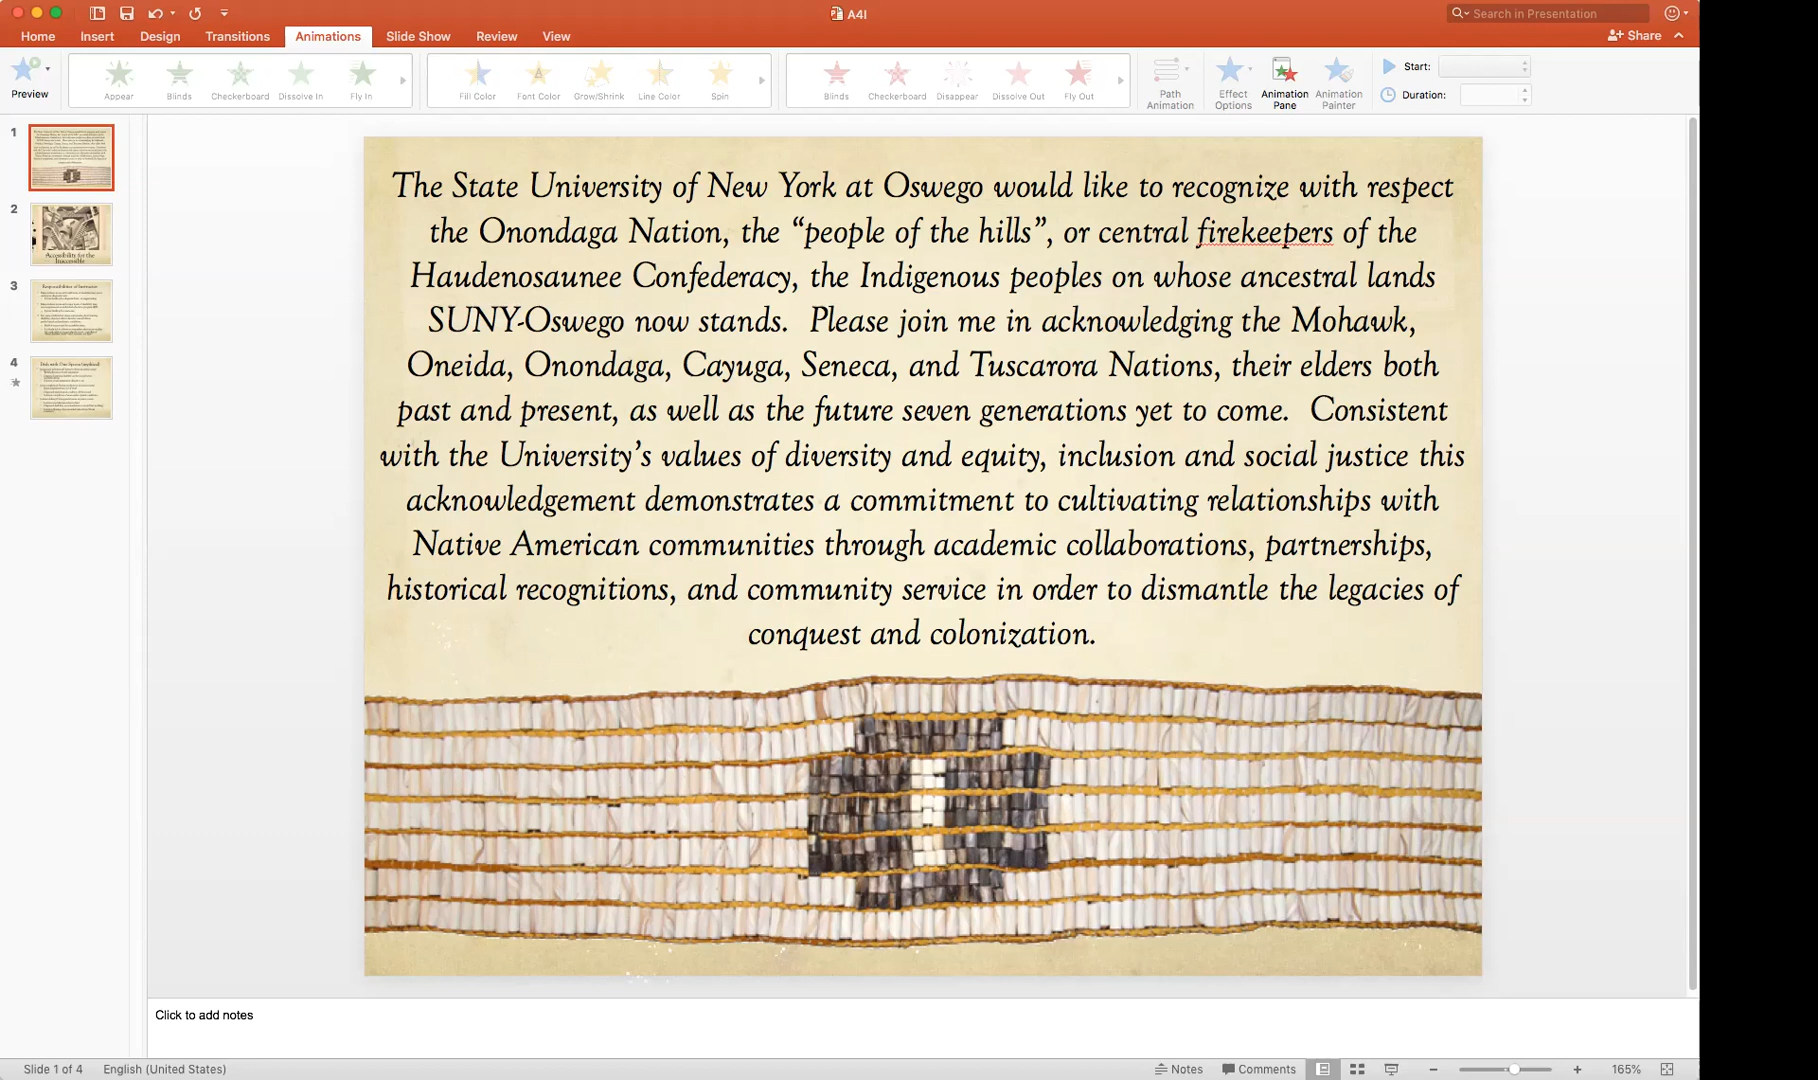 A4I
Search in Presentation
Home Insert Design Transitions Animations Slide Show Review View
Share
Preview
Appear Blinds Checkerboard Dissolve In Fly In
Fill Color Font Color Grow/Shrink Line Color Spin
Blinds Checkerboard Disappear Dissolve Out Fly Out
Path Animation
Effect Options
Animation Pane
Animation Painter
Start:
Duration:
1
2
Accessibility for the Inaccessible
3
4
The State University of New York at Oswego would like to recognize with respect
the Onondaga Nation, the “people of the hills”, or central firekeepers of the
Haudenosaunee Confederacy, the Indigenous peoples on whose ancestral lands
SUNY-Oswego now stands.  Please join me in acknowledging the Mohawk,
Oneida, Onondaga, Cayuga, Seneca, and Tuscarora Nations, their elders both
past and present, as well as the future seven generations yet to come.  Consistent
with the University’s values of diversity and equity, inclusion and social justice this
acknowledgement demonstrates a commitment to cultivating relationships with
Native American communities through academic collaborations, partnerships,
historical recognitions, and community service in order to dismantle the legacies of
conquest and colonization.
Click to add notes
Slide 1 of 4 English (United States) Notes Comments 165%